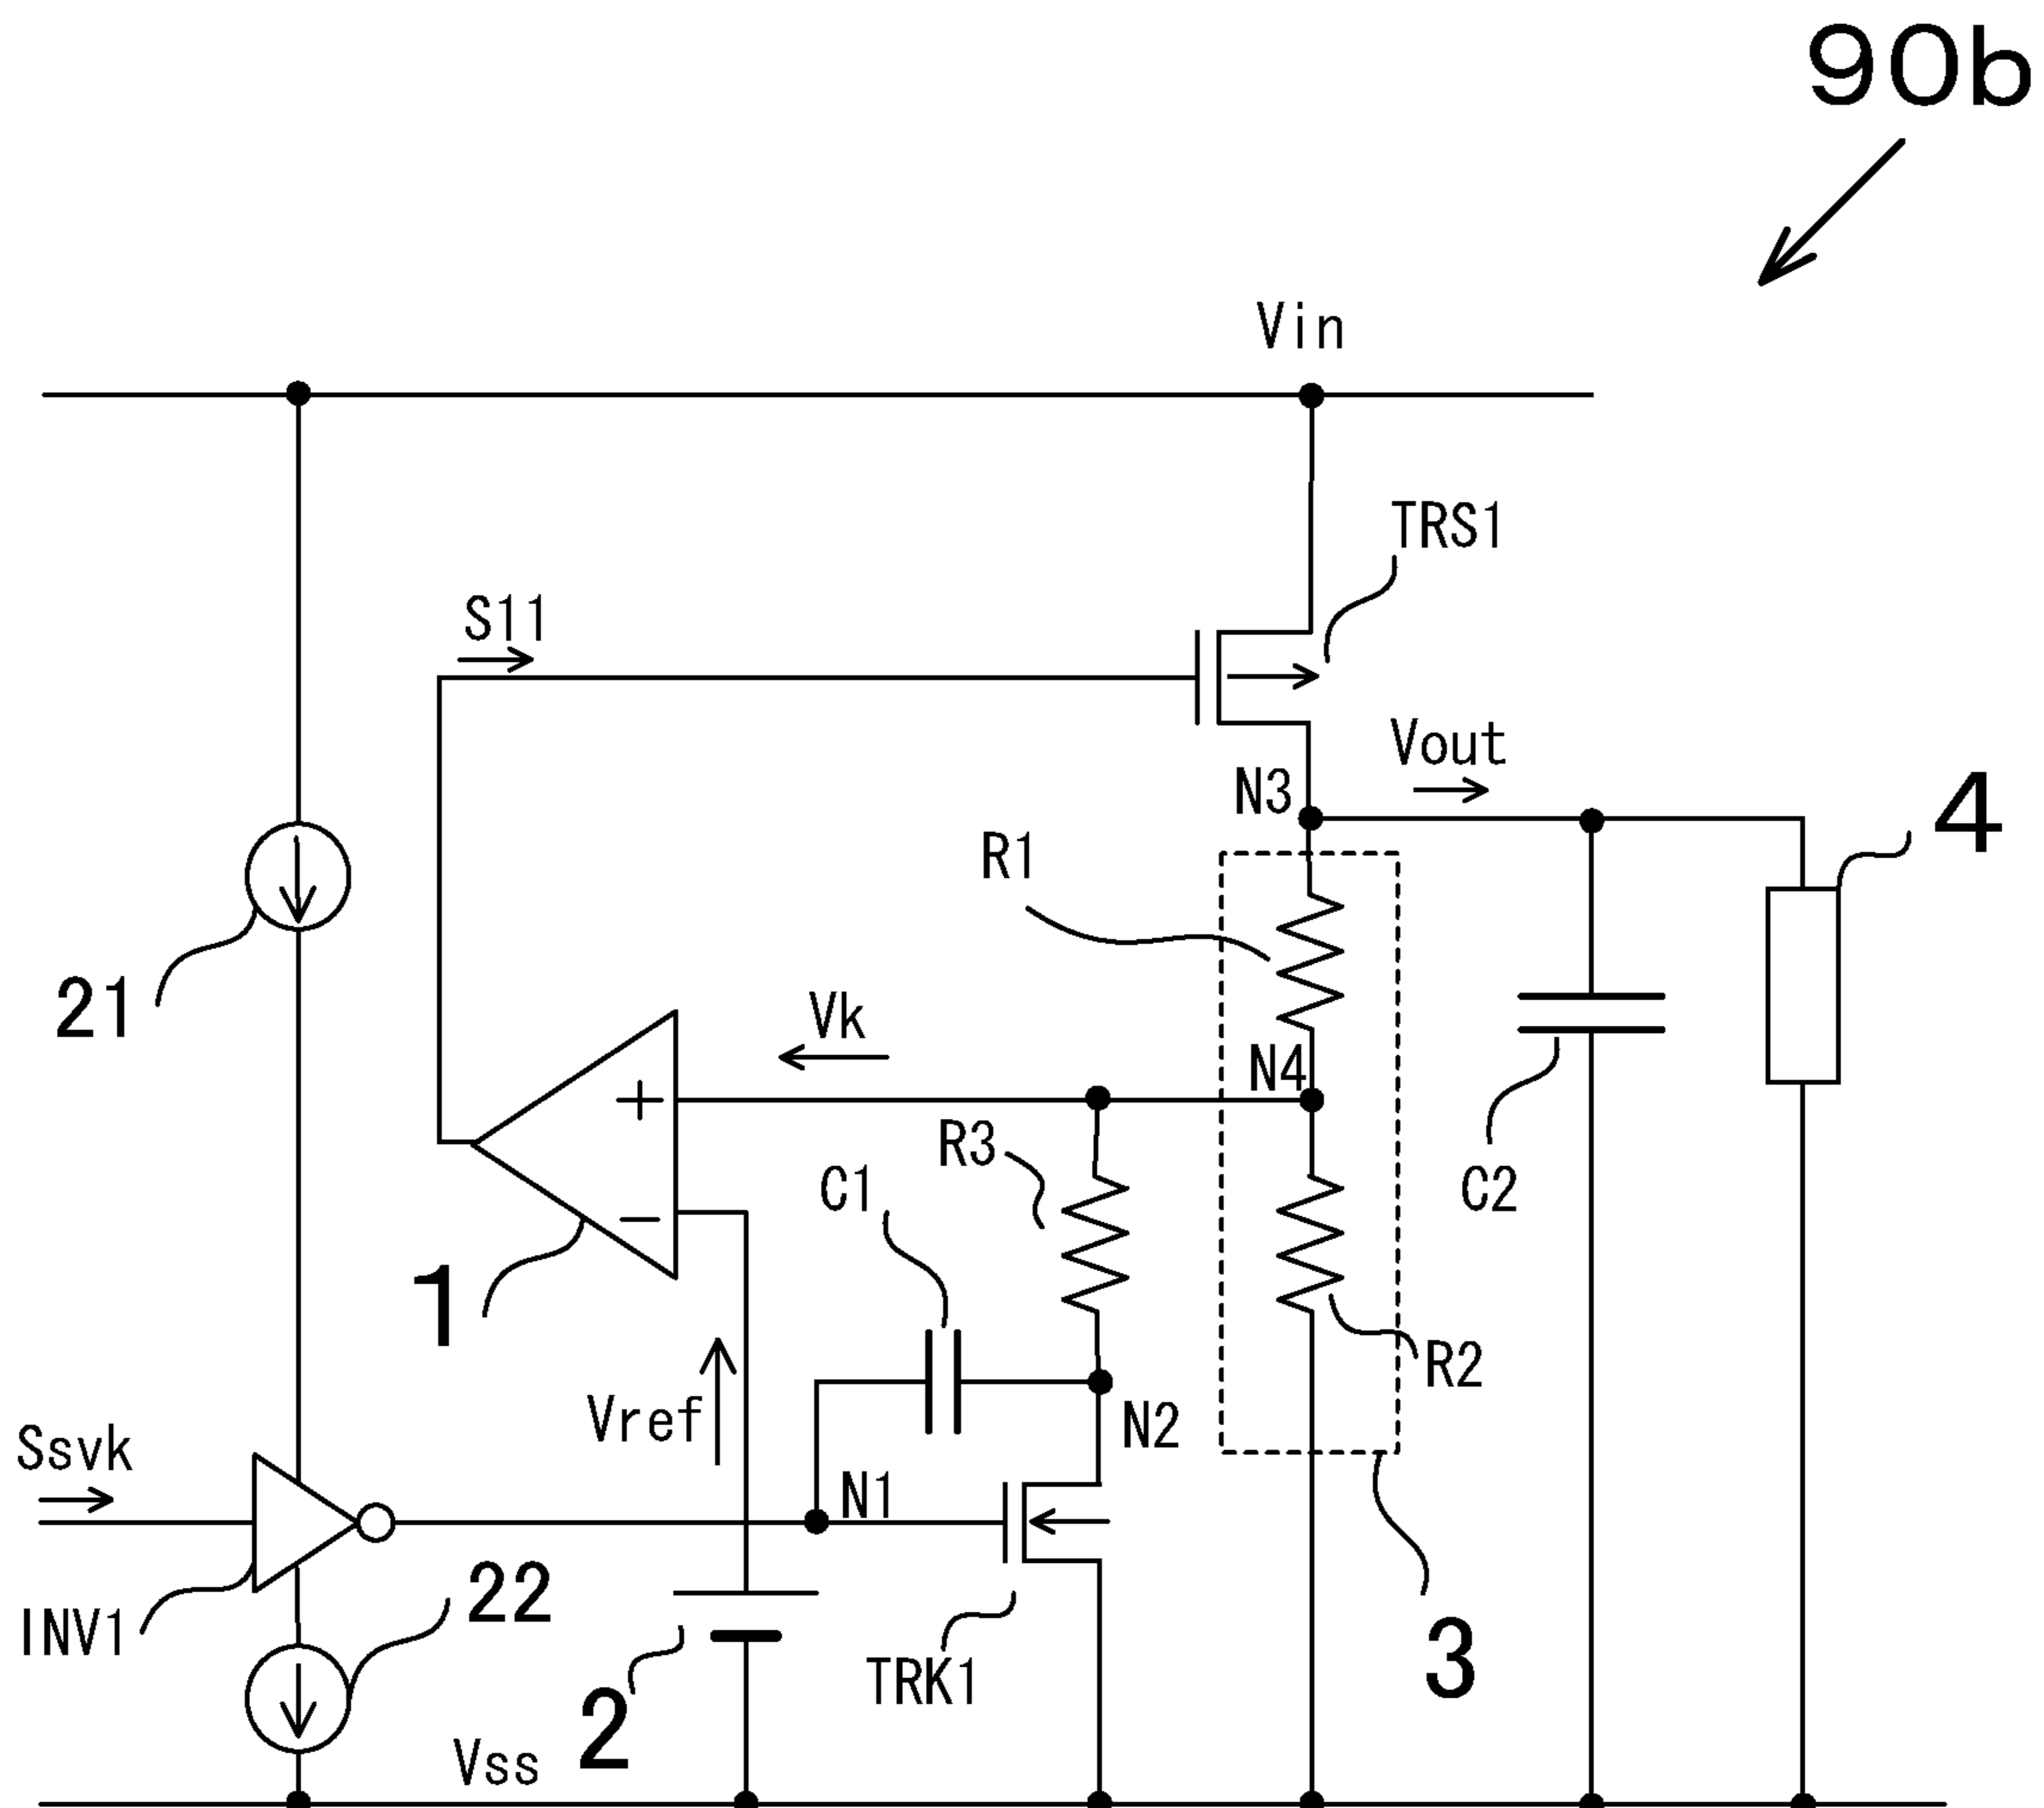 90b
Vin
TRS1
S11
Vout
N3
4
R1
21
Vk
N4
+
R3
C1
C2
−
1
R2
Vref
N2
Ssvk
N1
22
INV1
2
TRK1
3
Vss